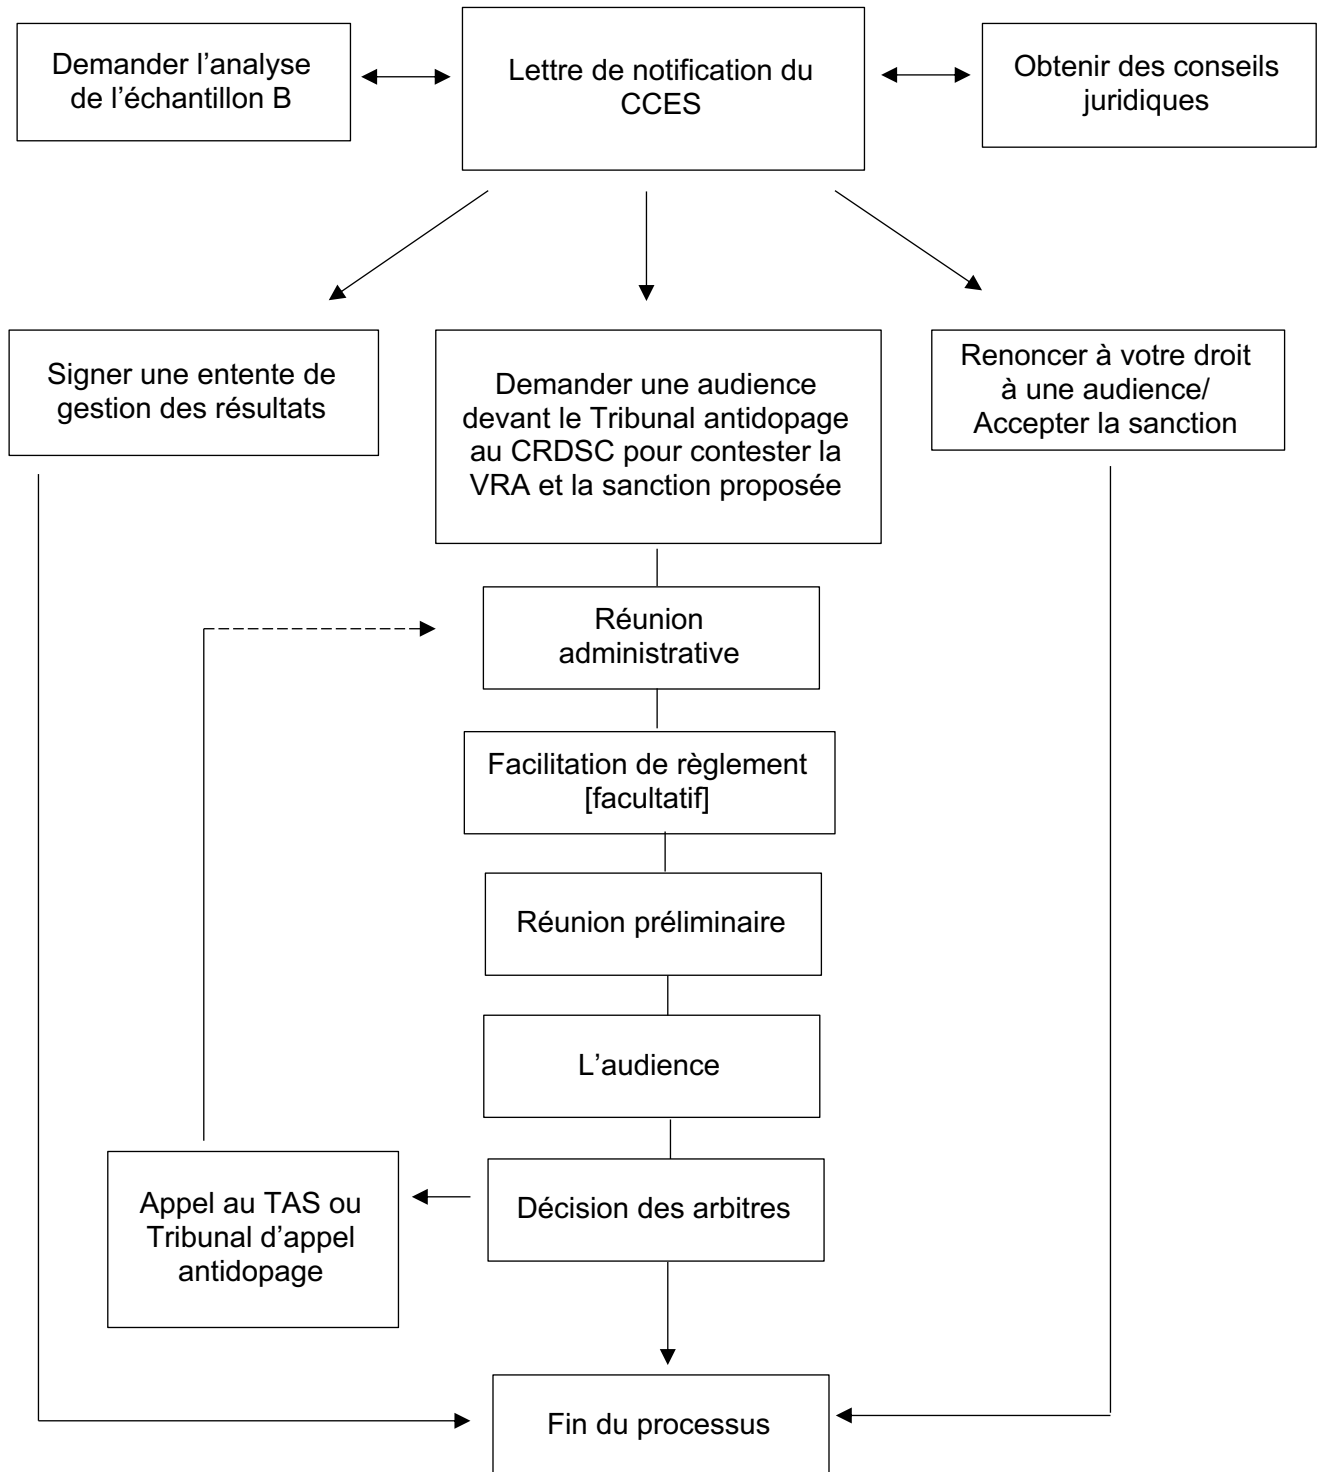 Demander l’analyse
de l’échantillon B
Lettre de notification du
CCES
Obtenir des conseils
juridiques
Signer une entente de
gestion des résultats
Demander une audience
devant le Tribunal antidopage
au CRDSC pour contester la
VRA et la sanction proposée
Renoncer à votre droit
à une audience/
Accepter la sanction
Réunion
administrative
Facilitation de règlement
[facultatif]
Réunion préliminaire
L’audience
Appel au TAS ou
Tribunal d’appel
antidopage
Décision des arbitres
Fin du processus